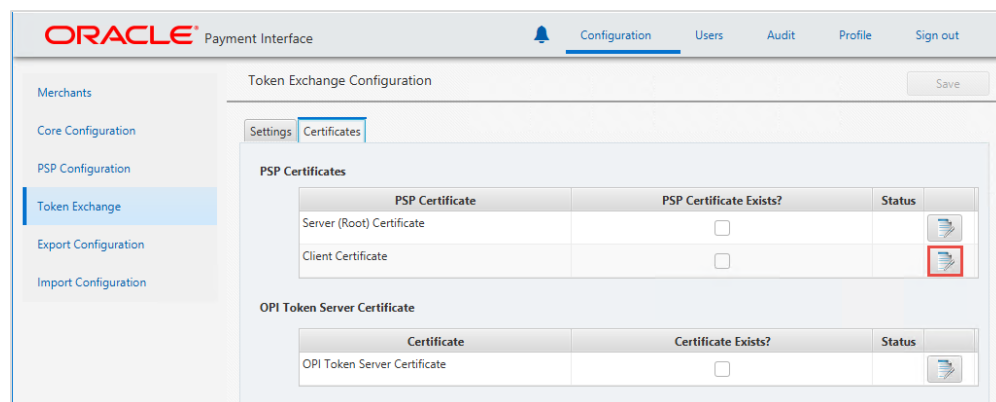 ORACLE® Payment Interface
Configuration Users Audit Profile Sign out
Token Exchange Configuration
Save
Merchants
Core Configuration
PSP Configuration
Token Exchange
Export Configuration
Import Configuration
Settings Certificates
PSP Certificates
PSP Certificate PSP Certificate Exists? Status
Server (Root) Certificate
Client Certificate
OPI Token Server Certificate
Certificate Certificate Exists? Status
OPI Token Server Certificate